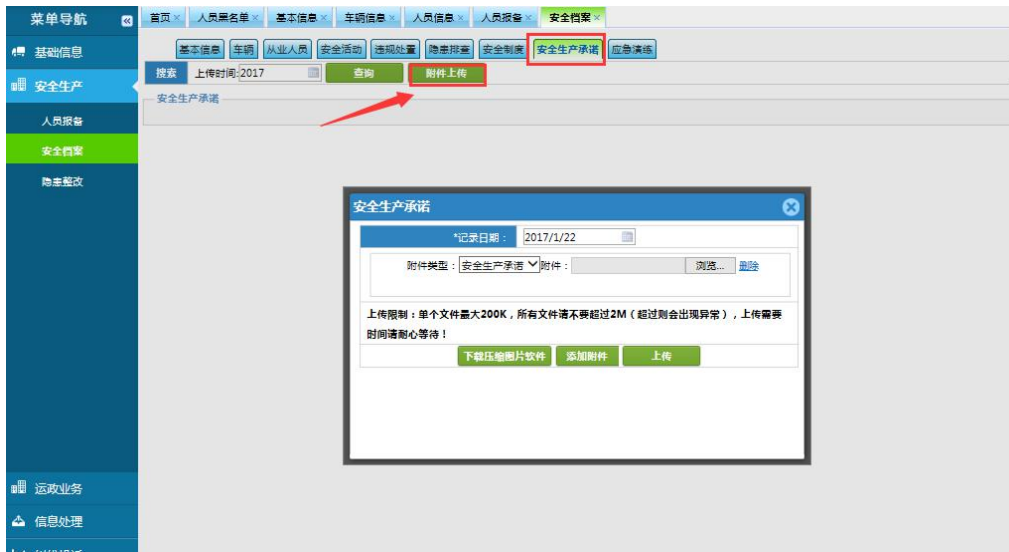 菜单导航
首页 人员黑名单 基本信息 车辆信息 人员信息 人员报备 安全档案
基础信息
基本信息 车辆 从业人员 安全活动 违规处置 隐患排查 安全制度 安全生产承诺 应急演练
搜索 上传时间:2017 查询 附件上传
安全生产
安全生产承诺
人员报备
安全档案
隐患整改
安全生产承诺
*记录日期： 2017/1/22
附件类型：安全生产承诺 附件： 浏览... 删除
上传限制：单个文件最大200K，所有文件请不要超过2M（超过则会出现异常），上传需要
时间请耐心等待！
下载压缩图片软件 添加附件 上传
运政业务
信息处理